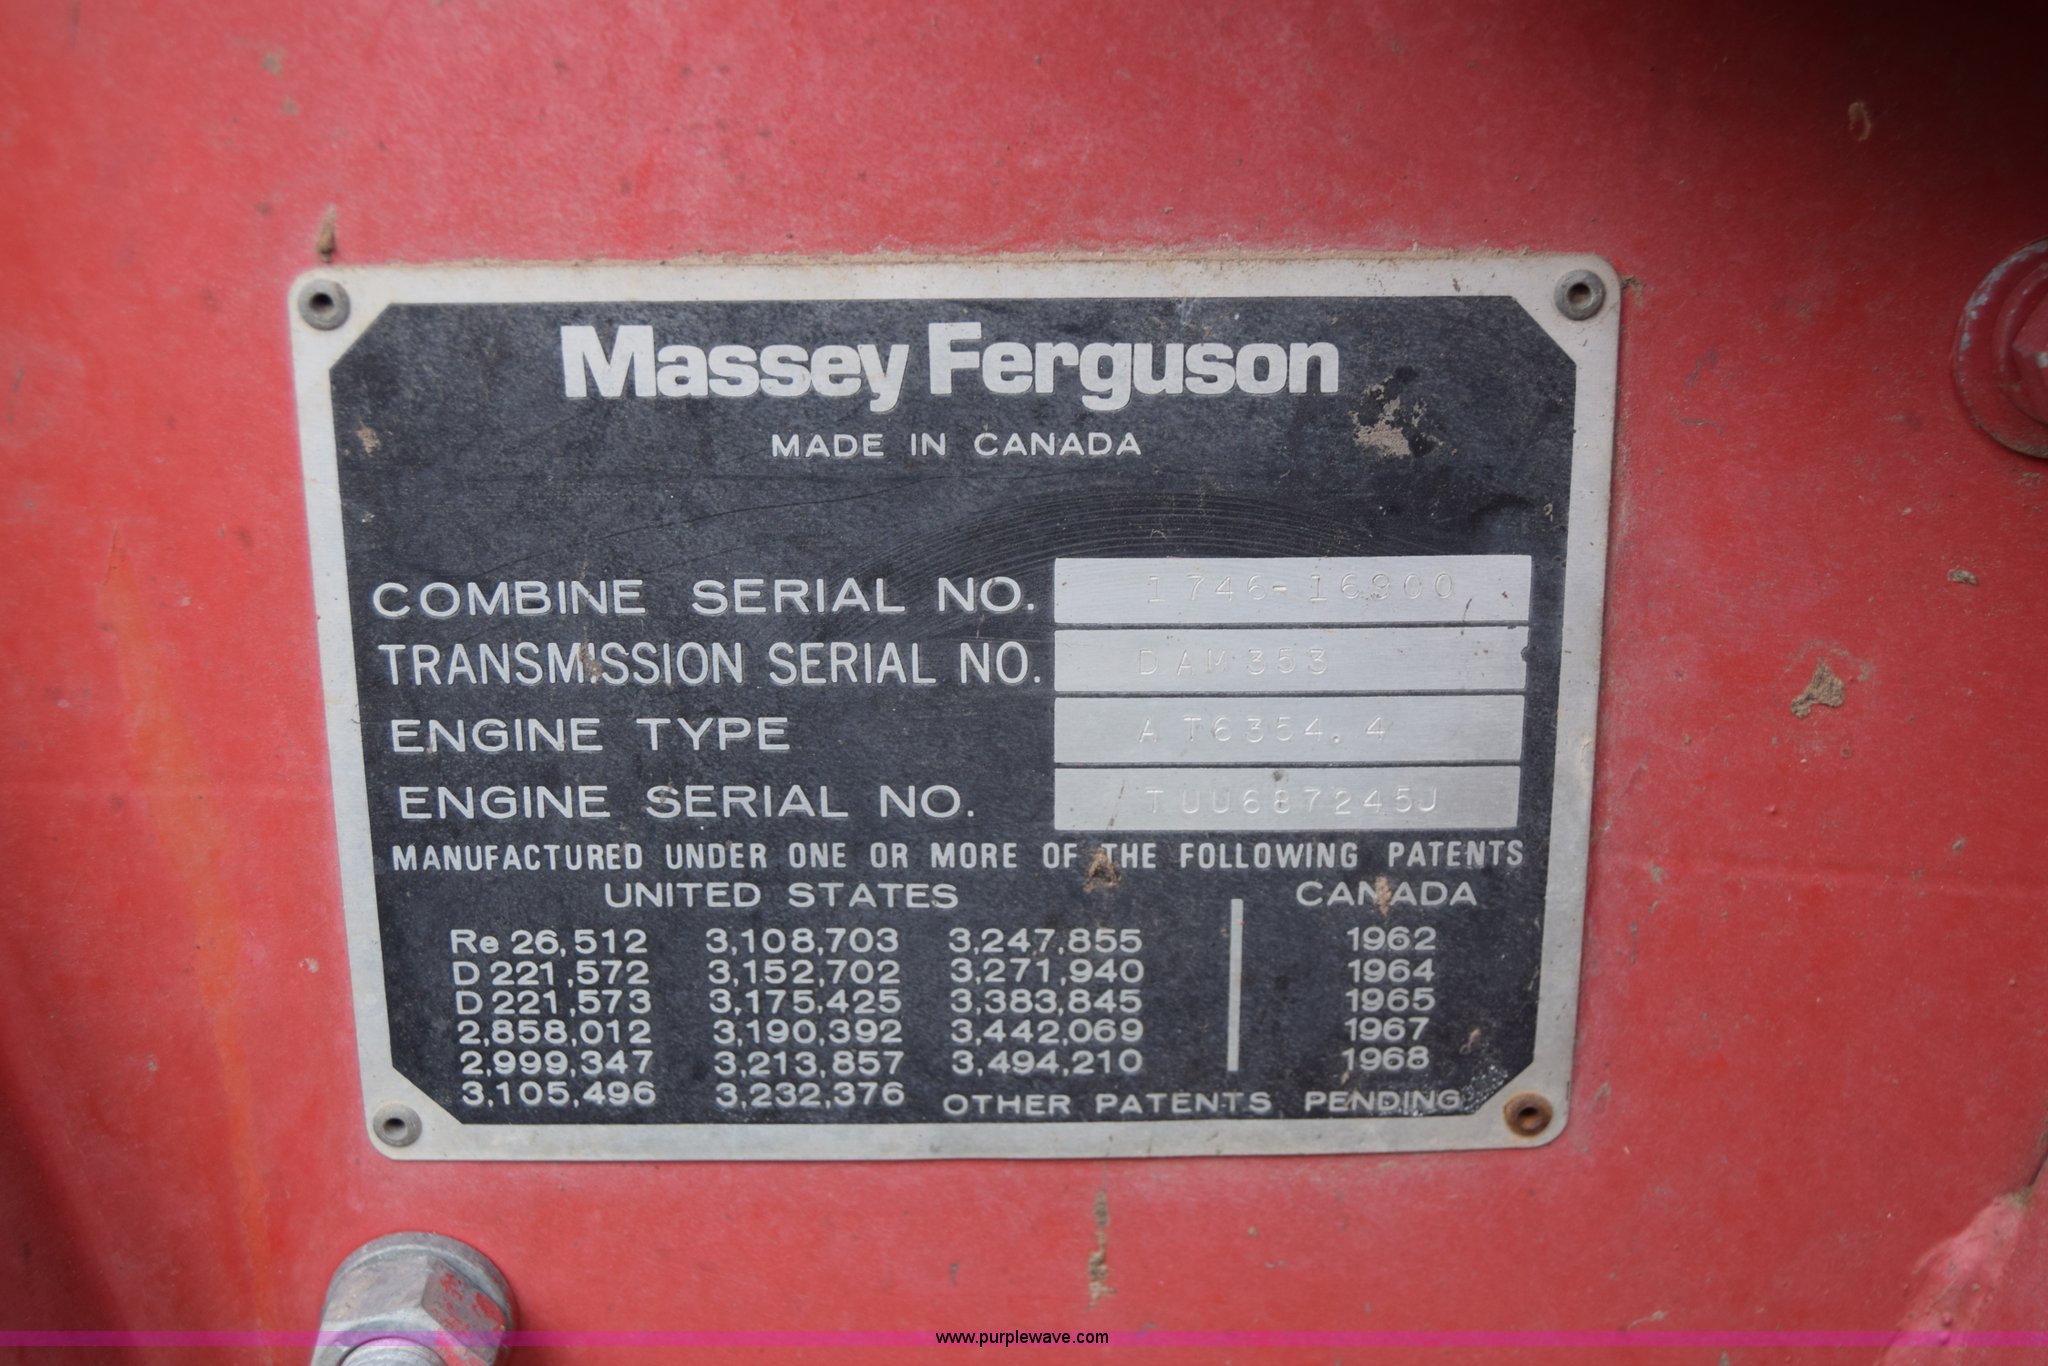 Massey Ferguson
MADE IN CANADA
COMBINE SERIAL NO. 1746-16900
TRANSMISSION SERIAL NO. DAM353
ENGINE TYPE AT6354.4
ENGINE SERIAL NO. TUU687245J
MANUFACTURED UNDER ONE OR MORE OF THE FOLLOWING PATENTS
UNITED STATES CANADA
Re 26,512 3,108,703 3,247,855 1962
D 221,572 3,152,702 3,271,940 1964
D 221,573 3,175,425 3,383,845 1965
2,858,012 3,190,392 3,442,069 1967
2,999,347 3,213,857 3,494,210 1968
3,105,496 3,232,376 OTHER PATENTS PENDING
www.purplewave.com